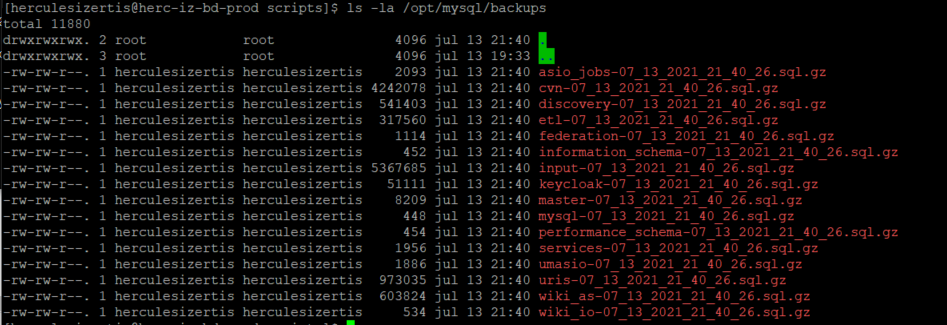 [herculesizertis@herc-iz-bd-prod scripts]$ ls -la /opt/mysql/backups
total 11880
drwxrwxrwx. 2 root root 4096 jul 13 21:40 .
drwxrwxrwx. 3 root root 4096 jul 13 19:33 ..
-rw-rw-r--. 1 herculesizertis herculesizertis 2093 jul 13 21:40 asio_jobs-07_13_2021_21_40_26.sql.gz
-rw-rw-r--. 1 herculesizertis herculesizertis 4242078 jul 13 21:40 cvn-07_13_2021_21_40_26.sql.gz
-rw-rw-r--. 1 herculesizertis herculesizertis 541403 jul 13 21:40 discovery-07_13_2021_21_40_26.sql.gz
-rw-rw-r--. 1 herculesizertis herculesizertis 317560 jul 13 21:40 etl-07_13_2021_21_40_26.sql.gz
-rw-rw-r--. 1 herculesizertis herculesizertis 1114 jul 13 21:40 federation-07_13_2021_21_40_26.sql.gz
-rw-rw-r--. 1 herculesizertis herculesizertis 452 jul 13 21:40 information_schema-07_13_2021_21_40_26.sql.gz
-rw-rw-r--. 1 herculesizertis herculesizertis 5367685 jul 13 21:40 input-07_13_2021_21_40_26.sql.gz
-rw-rw-r--. 1 herculesizertis herculesizertis 51111 jul 13 21:40 keycloak-07_13_2021_21_40_26.sql.gz
-rw-rw-r--. 1 herculesizertis herculesizertis 8209 jul 13 21:40 master-07_13_2021_21_40_26.sql.gz
-rw-rw-r--. 1 herculesizertis herculesizertis 448 jul 13 21:40 mysql-07_13_2021_21_40_26.sql.gz
-rw-rw-r--. 1 herculesizertis herculesizertis 454 jul 13 21:40 performance_schema-07_13_2021_21_40_26.sql.gz
-rw-rw-r--. 1 herculesizertis herculesizertis 1956 jul 13 21:40 services-07_13_2021_21_40_26.sql.gz
-rw-rw-r--. 1 herculesizertis herculesizertis 1886 jul 13 21:40 umasio-07_13_2021_21_40_26.sql.gz
-rw-rw-r--. 1 herculesizertis herculesizertis 973035 jul 13 21:40 uris-07_13_2021_21_40_26.sql.gz
-rw-rw-r--. 1 herculesizertis herculesizertis 603824 jul 13 21:40 wiki_as-07_13_2021_21_40_26.sql.gz
-rw-rw-r--. 1 herculesizertis herculesizertis 534 jul 13 21:40 wiki_io-07_13_2021_21_40_26.sql.gz